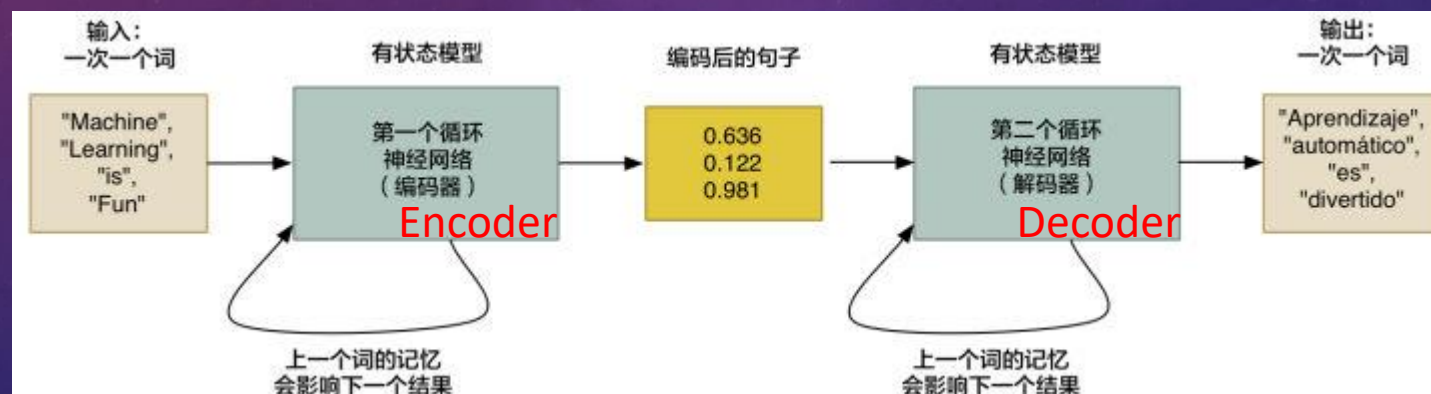 输入：
一次一个词
"Machine",
"Learning",
"is",
"Fun"
有状态模型
第一个循环
神经网络
（编码器）
Encoder
上一个词的记忆
会影响下一个结果
编码后的句子
0.636
0.122
0.981
有状态模型
第二个循环
神经网络
（解码器）
Decoder
上一个词的记忆
会影响下一个结果
输出：
一次一个词
"Aprendizaje",
"automático",
"es",
"divertido"